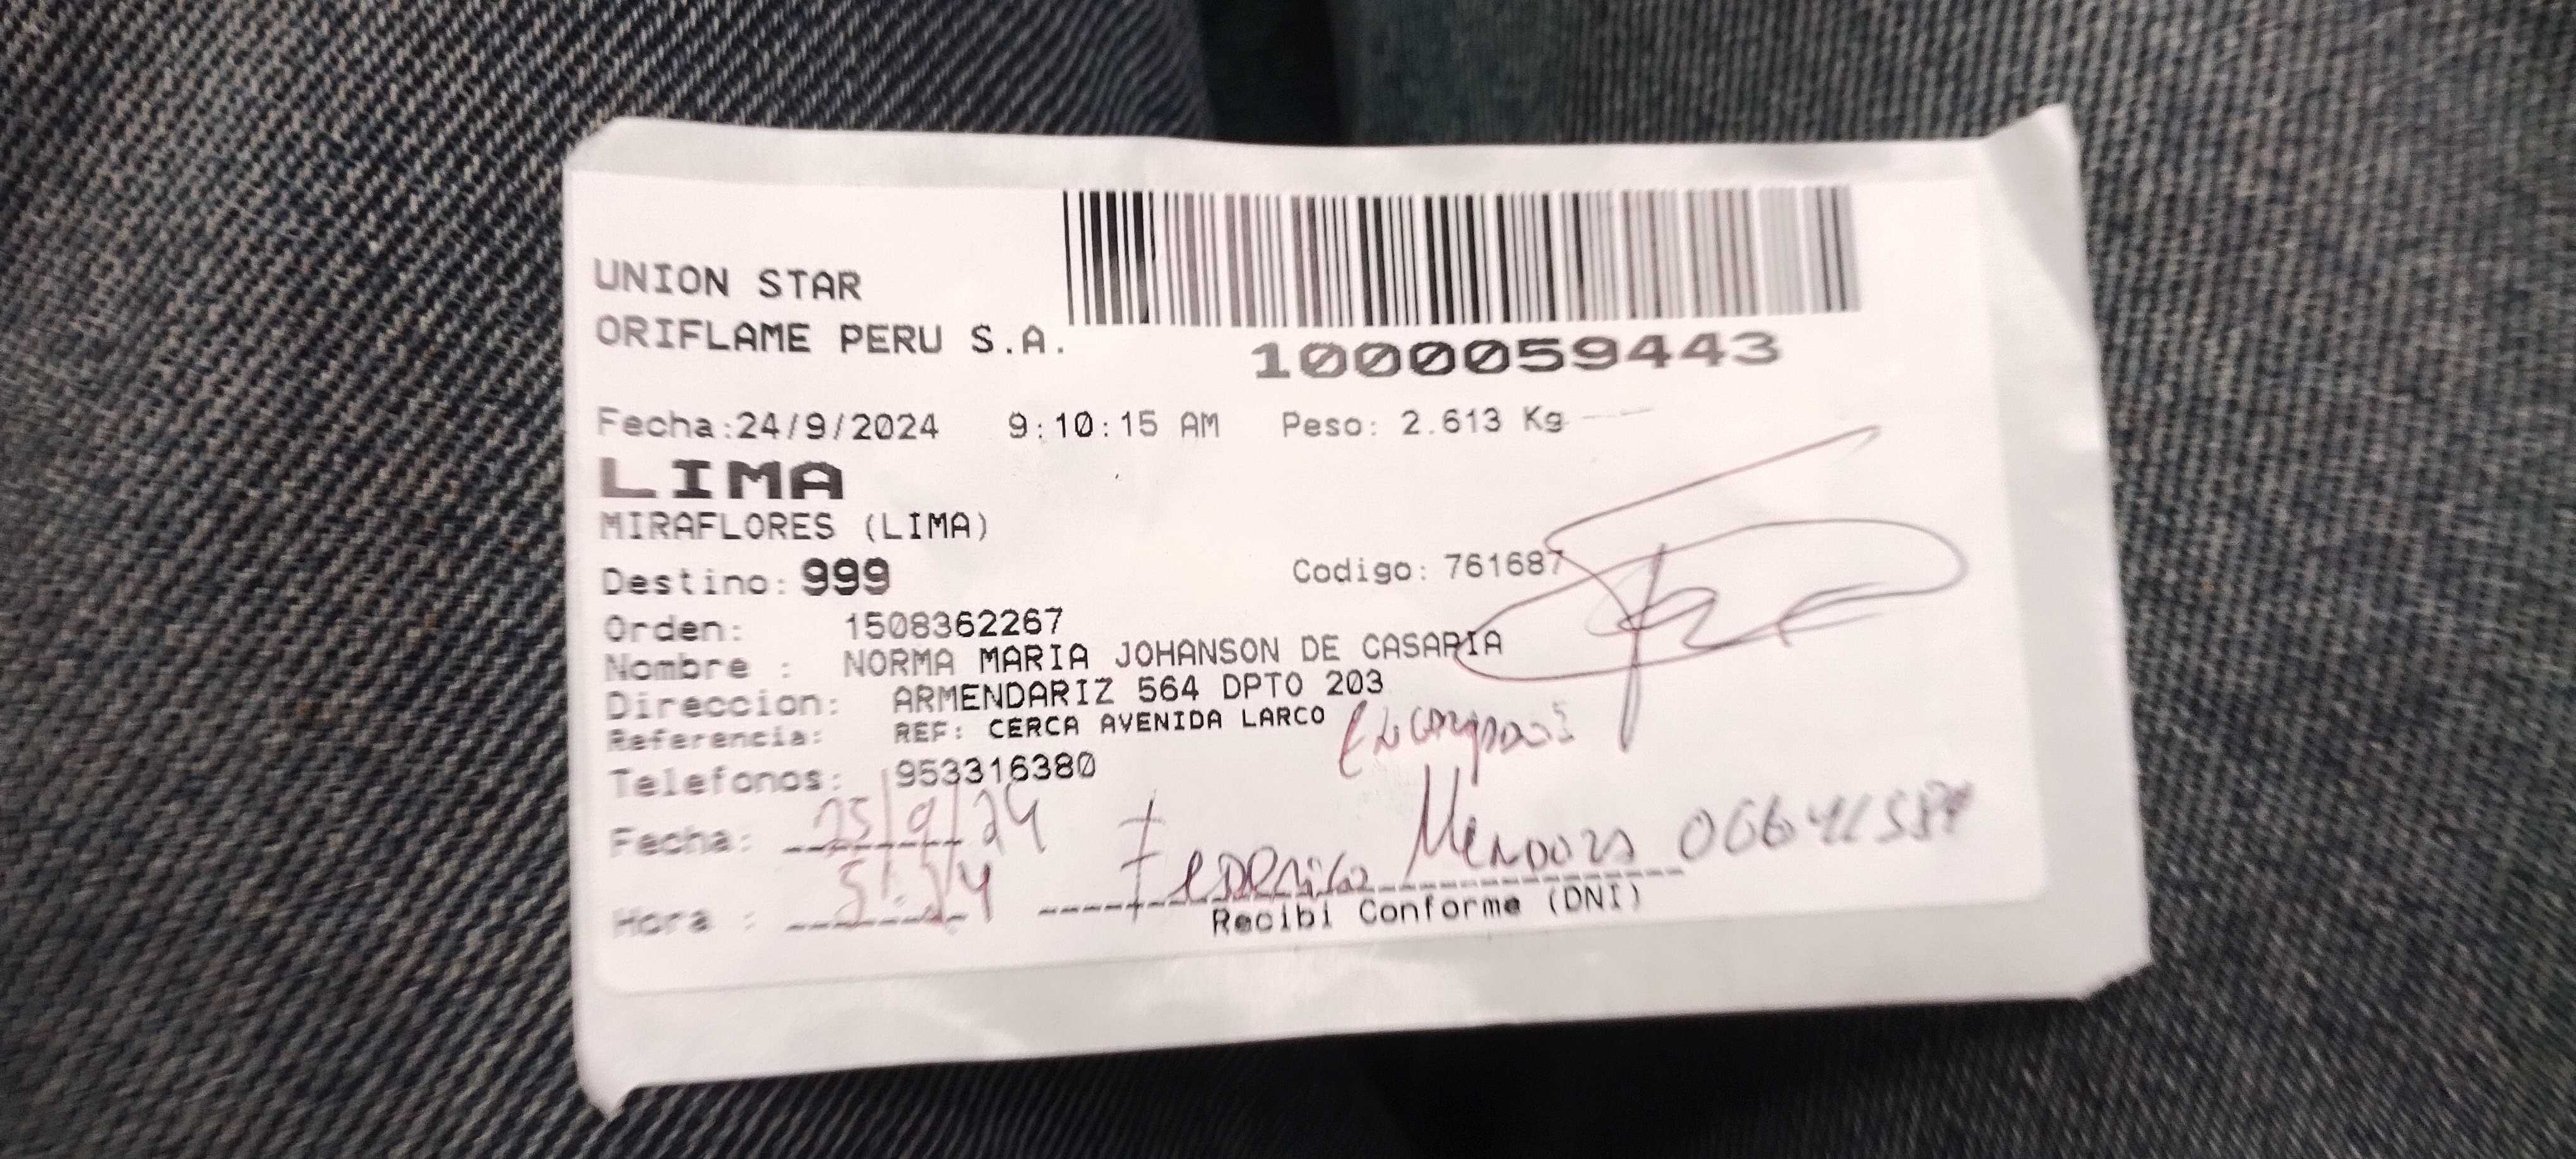 UNION STAR
ORIFLAME PERU S.A.
1000059443
Fecha:24/9/2024 9:10:15 AM Peso: 2.613 Kg
LIMA
MIRAFLORES (LIMA)
Destino: 999 Codigo: 761687
Orden: 1508362267
Nombre : NORMA MARIA JOHANSON DE CASARIA
Direccion: ARMENDARIZ 564 DPTO 203
Referencia: REF: CERCA AVENIDA LARCO
Telefonos: 953316380
Fecha: 25/9/24
Federico Mendoza
Hora :
Recibi Conforme (DNI)